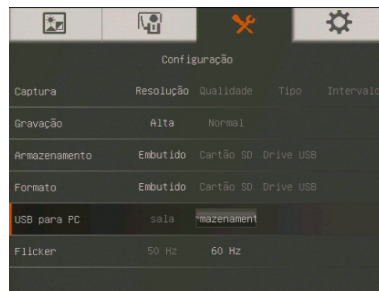 Configuração
Captura Resolução Qualidade Tipo Intervalo
Gravação Alta Normal
Armazenamento Embutido Cartão SD Drive USB
Formato Embutido Cartão SD Drive USB
USB para PC sala mazenament
Flicker 50 Hz 60 Hz